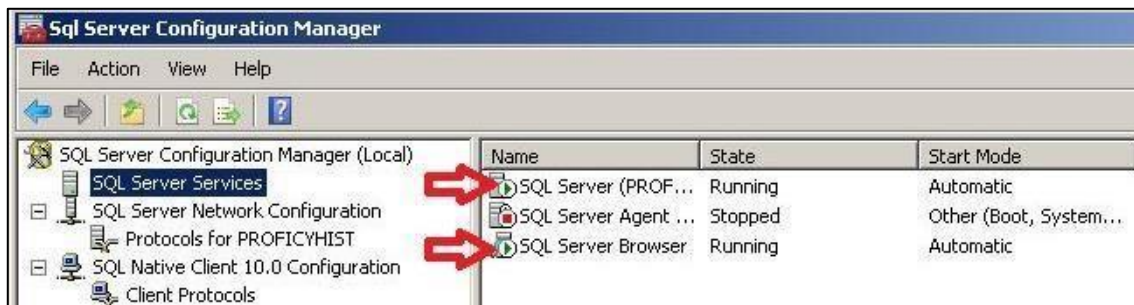 Sql Server Configuration Manager
File Action View Help
SQL Server Configuration Manager (Local)
SQL Server Services
SQL Server Network Configuration
Protocols for PROFICYHIST
SQL Native Client 10.0 Configuration
Client Protocols
Name State Start Mode
SQL Server (PROF... Running Automatic
SQL Server Agent ... Stopped Other (Boot, System...
SQL Server Browser Running Automatic